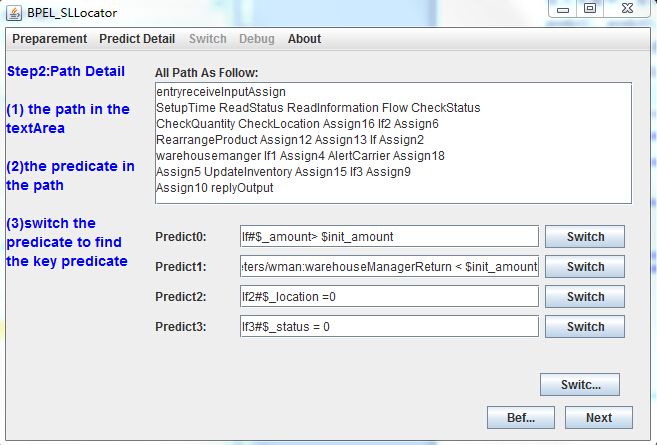 BPEL_SLLocator
Preparement Predict Detail Switch Debug About
Step2:Path Detail
(1) the path in the
textArea
(2)the predicate in
the path
(3)switch the
predicate to find
the key predicate
All Path As Follow:
entryreceiveInputAssign
SetupTime ReadStatus ReadInformation Flow CheckStatus
CheckQuantity CheckLocation Assign16 If2 Assign6
RearrangeProduct Assign12 Assign13 If Assign2
warehousemanger If1 Assign4 AlertCarrier Assign18
Assign5 UpdateInventory Assign15 If3 Assign9
Assign10 replyOutput
Predict0: If#$_amount> $init_amount Switch
Predict1: eters/wman:warehouseManagerReturn < $init_amount Switch
Predict2: If2#$_location =0 Switch
Predict3: If3#$_status = 0 Switch
Switc...
Bef... Next